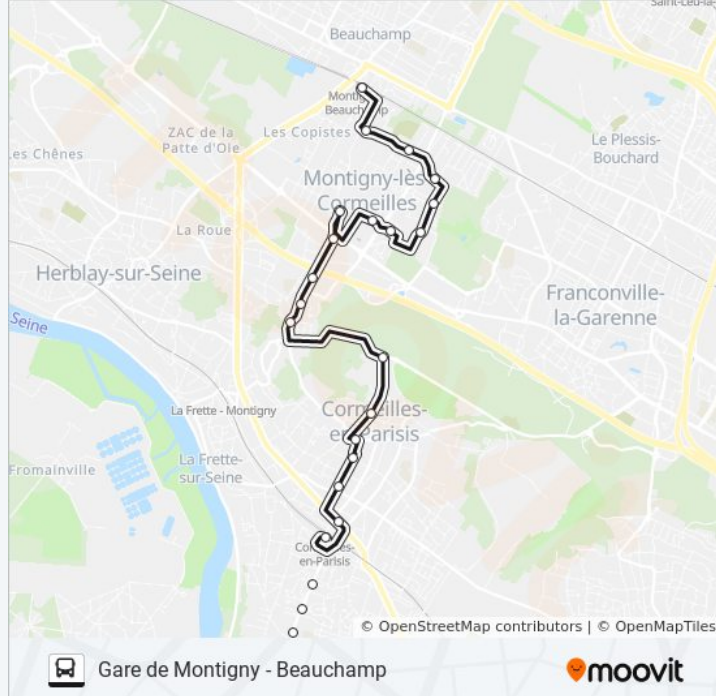 Saint-Leu-la-
Beauchamp
Montig
Beauchamp
ZAC de la
Patte d'Oie
Les Copistes
Le Plessis-
Bouchard
Les Chênes
Montigny-lès
Cormeilles
La Roue
Herblay-sur-Seine
Franconville-
la-Garenne
Seine
La Frette - Montigny
Cormeilles-
en-Parisis
Fromainville
La Frette-
sur-Seine
Cormeilles-
en-Parisis
© OpenStreetMap contributors | © OpenMapTiles
Gare de Montigny - Beauchamp
moovit